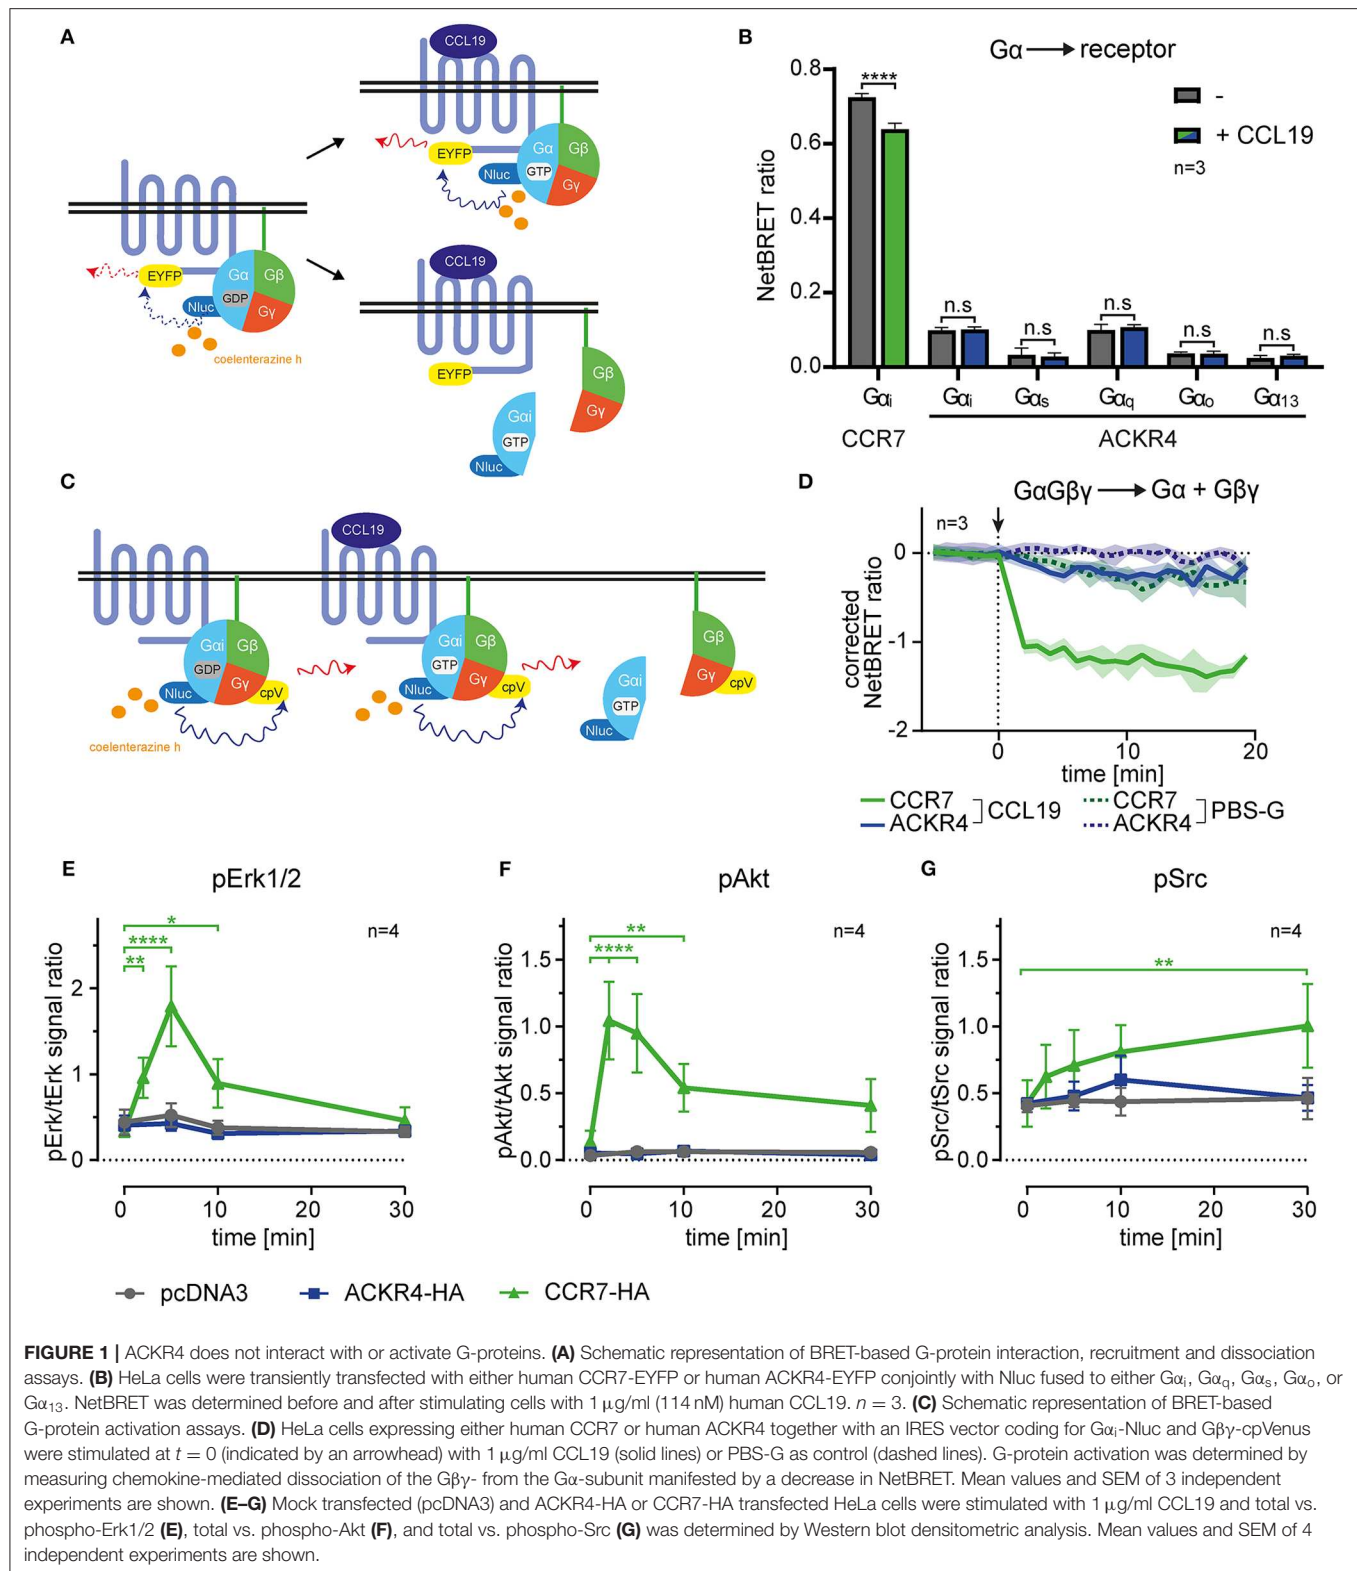 A
CCL19
EYFP
Gα
GTP
Gβ
Gγ
Nluc
EYFP
Gα
GDP
Gβ
Gγ
Nluc
coelenterazine h
CCL19
EYFP
Gβ
Gγ
Gαi
GTP
Nluc
B
Gα → receptor
NetBRET ratio
0.8
0.6
0.4
0.2
0.0
****
n.s
n.s
n.s
n.s
n.s
-
+ CCL19
n=3
Gαi
Gαi
Gαs
Gαq
Gαo
Gα13
CCR7
ACKR4
C
CCL19
Gαi
GDP
Gβ
Gγ
cpV
Nluc
coelenterazine h
Gαi
GTP
Gβ
Gγ
cpV
Nluc
Gαi
GTP
Nluc
Gβ
Gγ
cpV
D
GαGβγ → Gα + Gβγ
n=3
corrected
NetBRET ratio
0
-1
-2
0
10
20
time [min]
CCR7
ACKR4
CCL19
CCR7
ACKR4
PBS-G
E
pErk1/2
n=4
pErk/tErk signal ratio
2
1
0
*
****
**
0
10
20
30
time [min]
F
pAkt
n=4
pAkt/tAkt signal ratio
1.5
1.0
0.5
0.0
**
****
0
10
20
30
time [min]
G
pSrc
n=4
pSrc/tSrc signal ratio
1.5
1.0
0.5
0.0
**
0
10
20
30
time [min]
pcDNA3
ACKR4-HA
CCR7-HA
FIGURE 1 | ACKR4 does not interact with or activate G-proteins. (A) Schematic representation of BRET-based G-protein interaction, recruitment and dissociation
assays. (B) HeLa cells were transiently transfected with either human CCR7-EYFP or human ACKR4-EYFP conjointly with Nluc fused to either Gαi, Gαq, Gαs, Gαo, or
Gα13. NetBRET was determined before and after stimulating cells with 1 μg/ml (114 nM) human CCL19. n = 3. (C) Schematic representation of BRET-based
G-protein activation assays. (D) HeLa cells expressing either human CCR7 or human ACKR4 together with an IRES vector coding for Gαi-Nluc and Gβγ-cpVenus
were stimulated at t = 0 (indicated by an arrowhead) with 1 μg/ml CCL19 (solid lines) or PBS-G as control (dashed lines). G-protein activation was determined by
measuring chemokine-mediated dissociation of the Gβγ- from the Gα-subunit manifested by a decrease in NetBRET. Mean values and SEM of 3 independent
experiments are shown. (E–G) Mock transfected (pcDNA3) and ACKR4-HA or CCR7-HA transfected HeLa cells were stimulated with 1 μg/ml CCL19 and total vs.
phospho-Erk1/2 (E), total vs. phospho-Akt (F), and total vs. phospho-Src (G) was determined by Western blot densitometric analysis. Mean values and SEM of 4
independent experiments are shown.